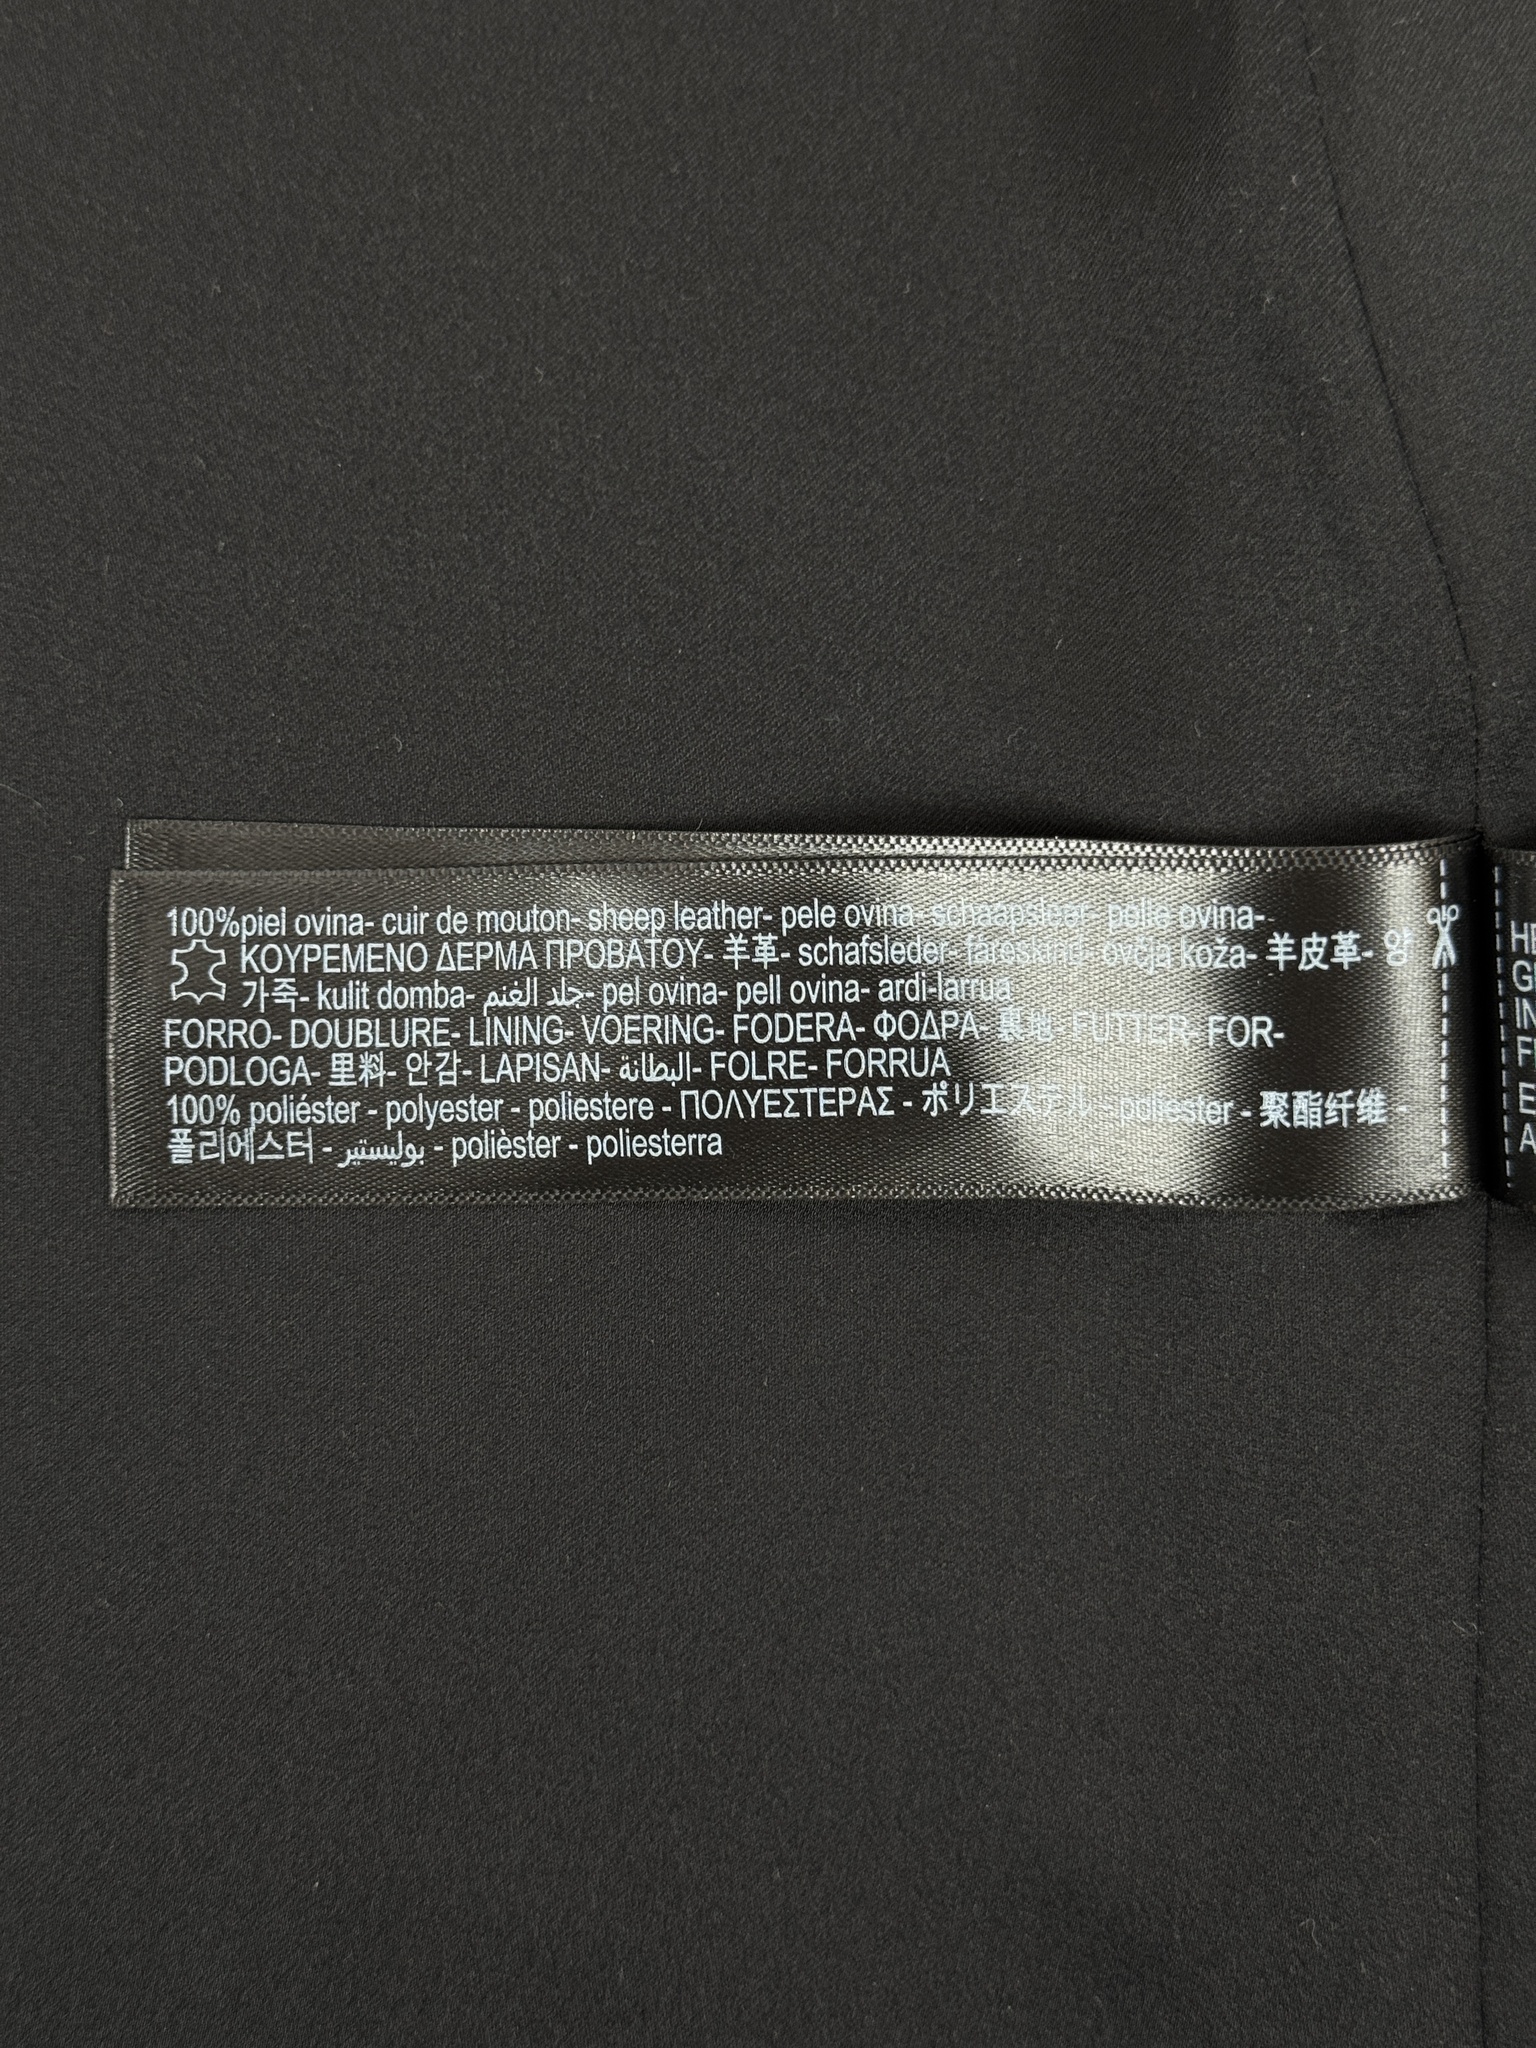 100%piel ovina- cuir de mouton- sheep leather- pele ovina- schaapsleer- pelle ovina-
ΚΟΥΡΕΜΕΝΟ ΔΕΡΜΑ ΠΡΟΒΑΤΟΥ- 羊革- schafsleder- fåreskind- ovčja koža- 羊皮革- 양
가죽- kulit domba- جلد الغنم- pel ovina- pell ovina- ardi-larrua
FORRO- DOUBLURE- LINING- VOERING- FODERA- ΦΟΔΡΑ- 裏地- FUTTER- FOR-
PODLOGA- 里料- 안감- LAPISAN- البطانة- FOLRE- FORRUA
100% poliéster - polyester - poliestere - ΠΟΛΥΕΣΤΕΡΑΣ - ポリエステル - poliester - 聚酯纤维 -
폴리에스터 - بوليستير - polièster - poliesterra